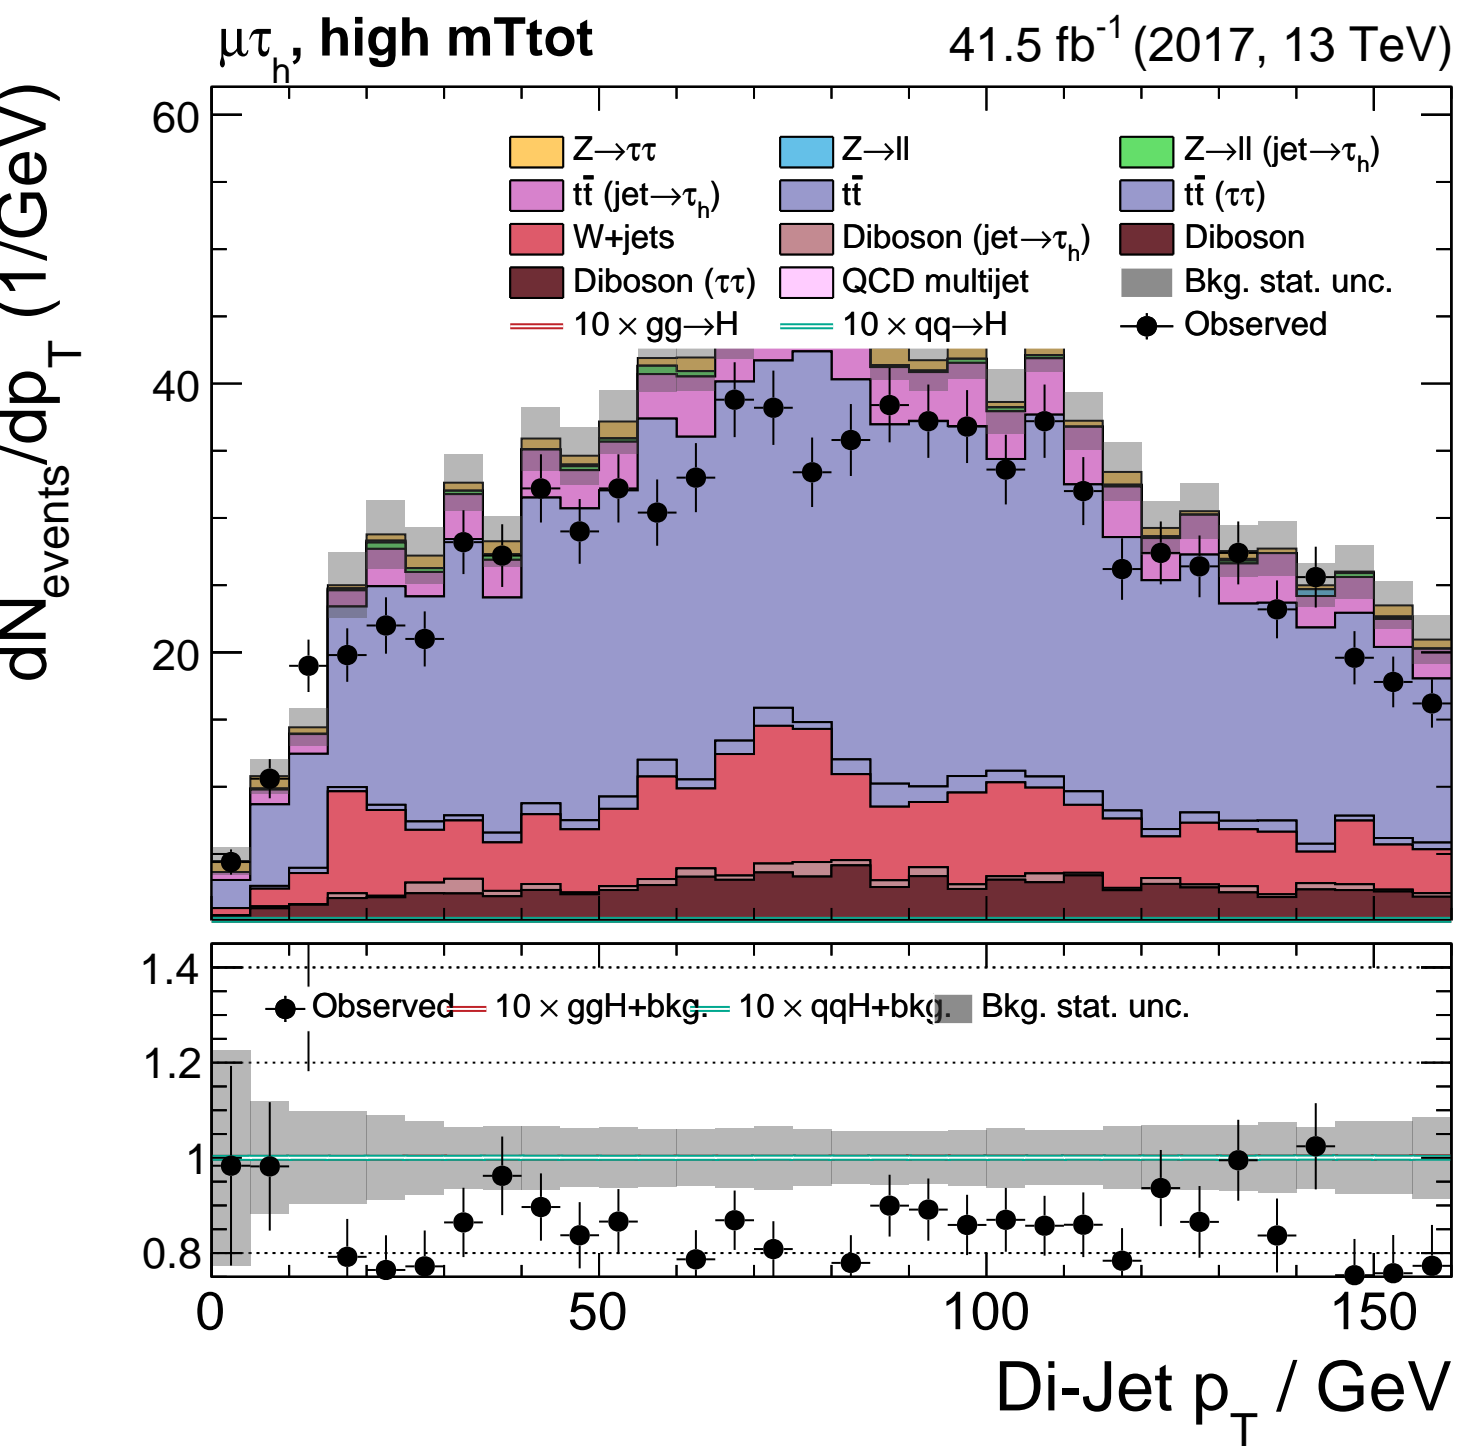 μτh, high mTtot 41.5 fb-1 (2017, 13 TeV)
dNevents/dpT (1/GeV)
60
40
20
Z→ττ Z→ll Z→ll (jet→τh)
tt̄ (jet→τh) tt̄ tt̄ (ττ)
W+jets Diboson (jet→τh) Diboson
Diboson (ττ) QCD multijet Bkg. stat. unc.
10 × gg→H 10 × qq→H Observed
1.4
Observed 10 × ggH+bkg. 10 × qqH+bkg. Bkg. stat. unc.
1.2
1
0.8
0 50 100 150
Di-Jet pT / GeV